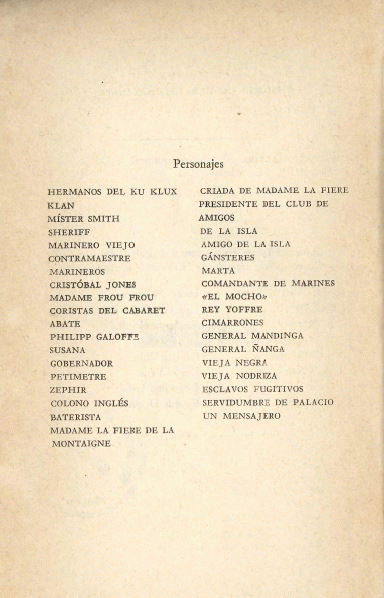 Personajes
HERMANOS DEL KU KLUX
KLAN
MÍSTER SMITH
SHERIFF
MARINERO VIEJO
CONTRAMAESTRE
MARINEROS
CRISTÓBAL JONES
MADAME FROU FROU
CORISTAS DEL CABARET
ABATE
PHILIPP GALOFFE
SUSANA
GOBERNADOR
PETIMETRE
ZEPHIR
COLONO INGLÉS
BATERISTA
MADAME LA FIERE DE LA
MONTAIGNE
CRIADA DE MADAME LA FIERE
PRESIDENTE DEL CLUB DE
AMIGOS
DE LA ISLA
AMIGO DE LA ISLA
GÁNSTERES
MARTA
COMANDANTE DE MARINES
«EL MOCHO»
REY YOFFRE
CIMARRONES
GENERAL MANDINGA
GENERAL ÑANGA
VIEJA NEGRA
VIEJA NODRIZA
ESCLAVOS FUGITIVOS
SERVIDUMBRE DE PALACIO
UN MENSAJERO